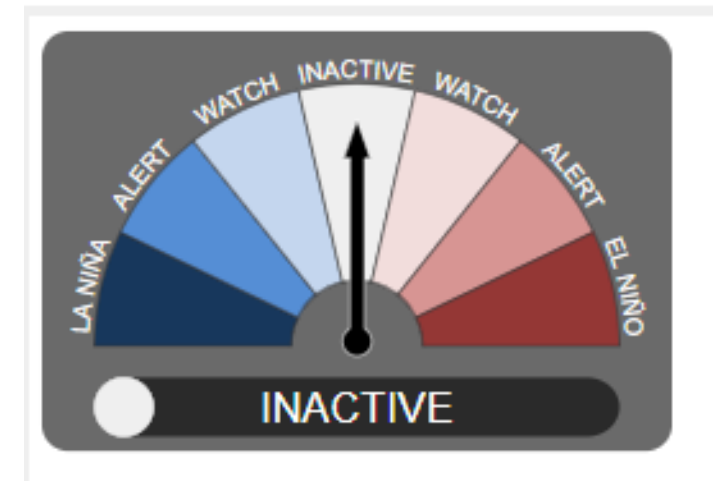 LA NIÑA
ALERT
WATCH
INACTIVE
WATCH
ALERT
EL NIÑO
INACTIVE